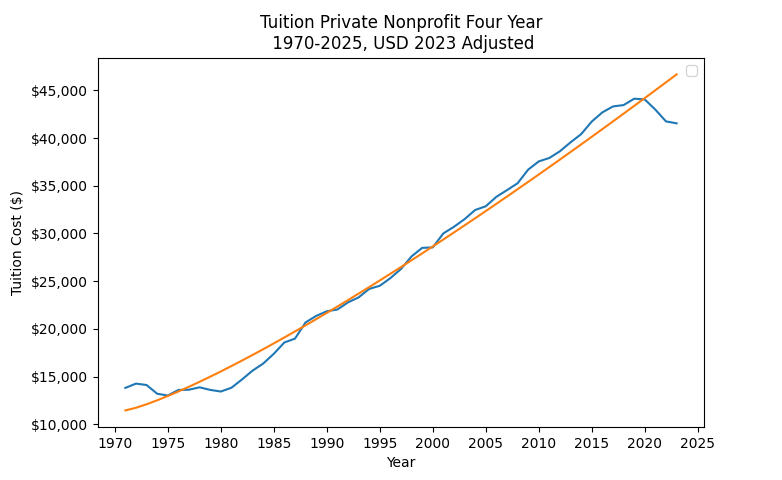 Tuition Private Nonprofit Four Year
1970-2025, USD 2023 Adjusted
$45,000
$40,000
$35,000
$30,000
$25,000
$20,000
$15,000
$10,000
Tuition Cost ($)
1970 1975 1980 1985 1990 1995 2000 2005 2010 2015 2020 2025
Year